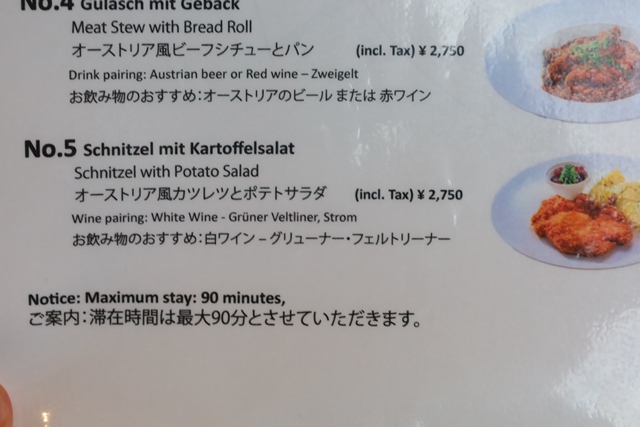 No.4 Gulasch mit Gebäck
Meat Stew with Bread Roll
オーストリア風ビーフシチューとパン (incl. Tax) ¥ 2,750
Drink pairing: Austrian beer or Red wine – Zweigelt
お飲み物のおすすめ:オーストリアのビール または 赤ワイン
No.5 Schnitzel mit Kartoffelsalat
Schnitzel with Potato Salad
オーストリア風カツレツとポテトサラダ (incl. Tax) ¥ 2,750
Wine pairing: White Wine - Grüner Veltliner, Strom
お飲み物のおすすめ:白ワイン – グリューナー・フェルトリーナー
Notice: Maximum stay: 90 minutes,
ご案内:滞在時間は最大90分とさせていただきます。